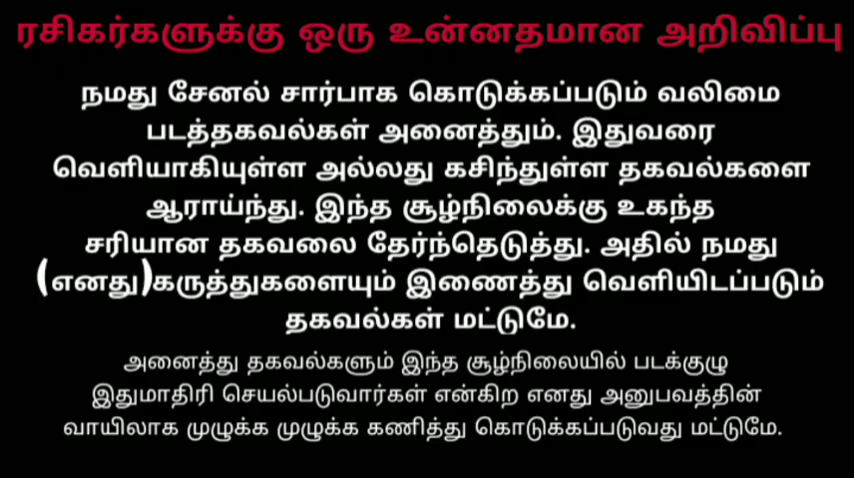 ரசிகர்களுக்கு ஒரு உன்னதமான அறிவிப்பு
நமது சேனல் சார்பாக கொடுக்கப்படும் வலிமை
படத்தகவல்கள் அனைத்தும். இதுவரை
வெளியாகியுள்ள அல்லது கசிந்துள்ள தகவல்களை
ஆராய்ந்து. இந்த சூழ்நிலைக்கு உகந்த
சரியான தகவலை தேர்ந்தெடுத்து. அதில் நமது
(எனது)கருத்துகளையும் இணைத்து வெளியிடப்படும்
தகவல்கள் மட்டுமே.
அனைத்து தகவல்களும் இந்த சூழ்நிலையில் படக்குழு
இதுமாதிரி செயல்படுவார்கள் என்கிற எனது அனுபவத்தின்
வாயிலாக முழுக்க முழுக்க கணித்து கொடுக்கப்படுவது மட்டுமே.